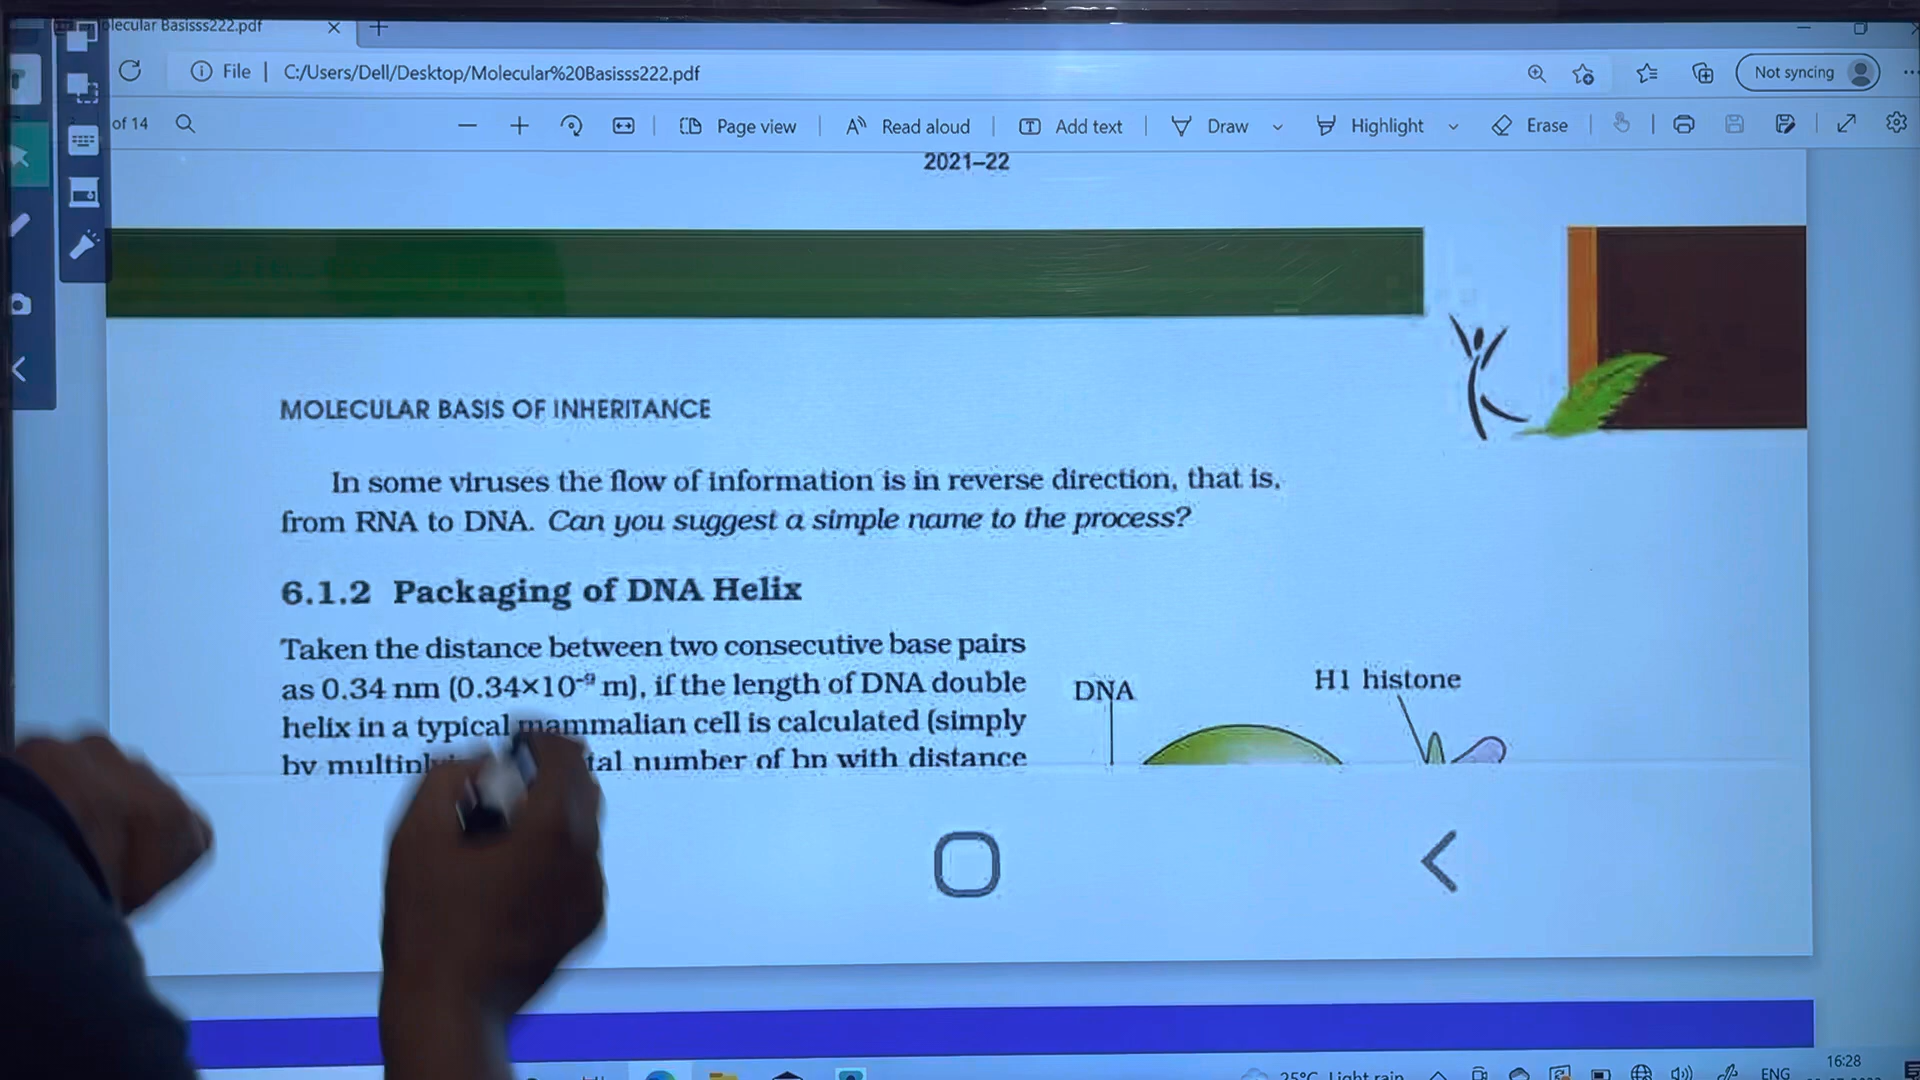 olecular Basisss222.pdf
File | C:/Users/Dell/Desktop/Molecular%20Basisss222.pdf
Not syncing
of 14
Page view
Read aloud
Add text
Draw
Highlight
Erase
2021–22
MOLECULAR BASIS OF INHERITANCE
In some viruses the flow of information is in reverse direction, that is,
from RNA to DNA. Can you suggest a simple name to the process?
6.1.2 Packaging of DNA Helix
Taken the distance between two consecutive base pairs
as 0.34 nm (0.34×10⁻⁹ m), if the length of DNA double
helix in a typical mammalian cell is calculated (simply
by multipl tal number of bp with distance
DNA
H1 histone
25°C Light rain
ENG
16:28